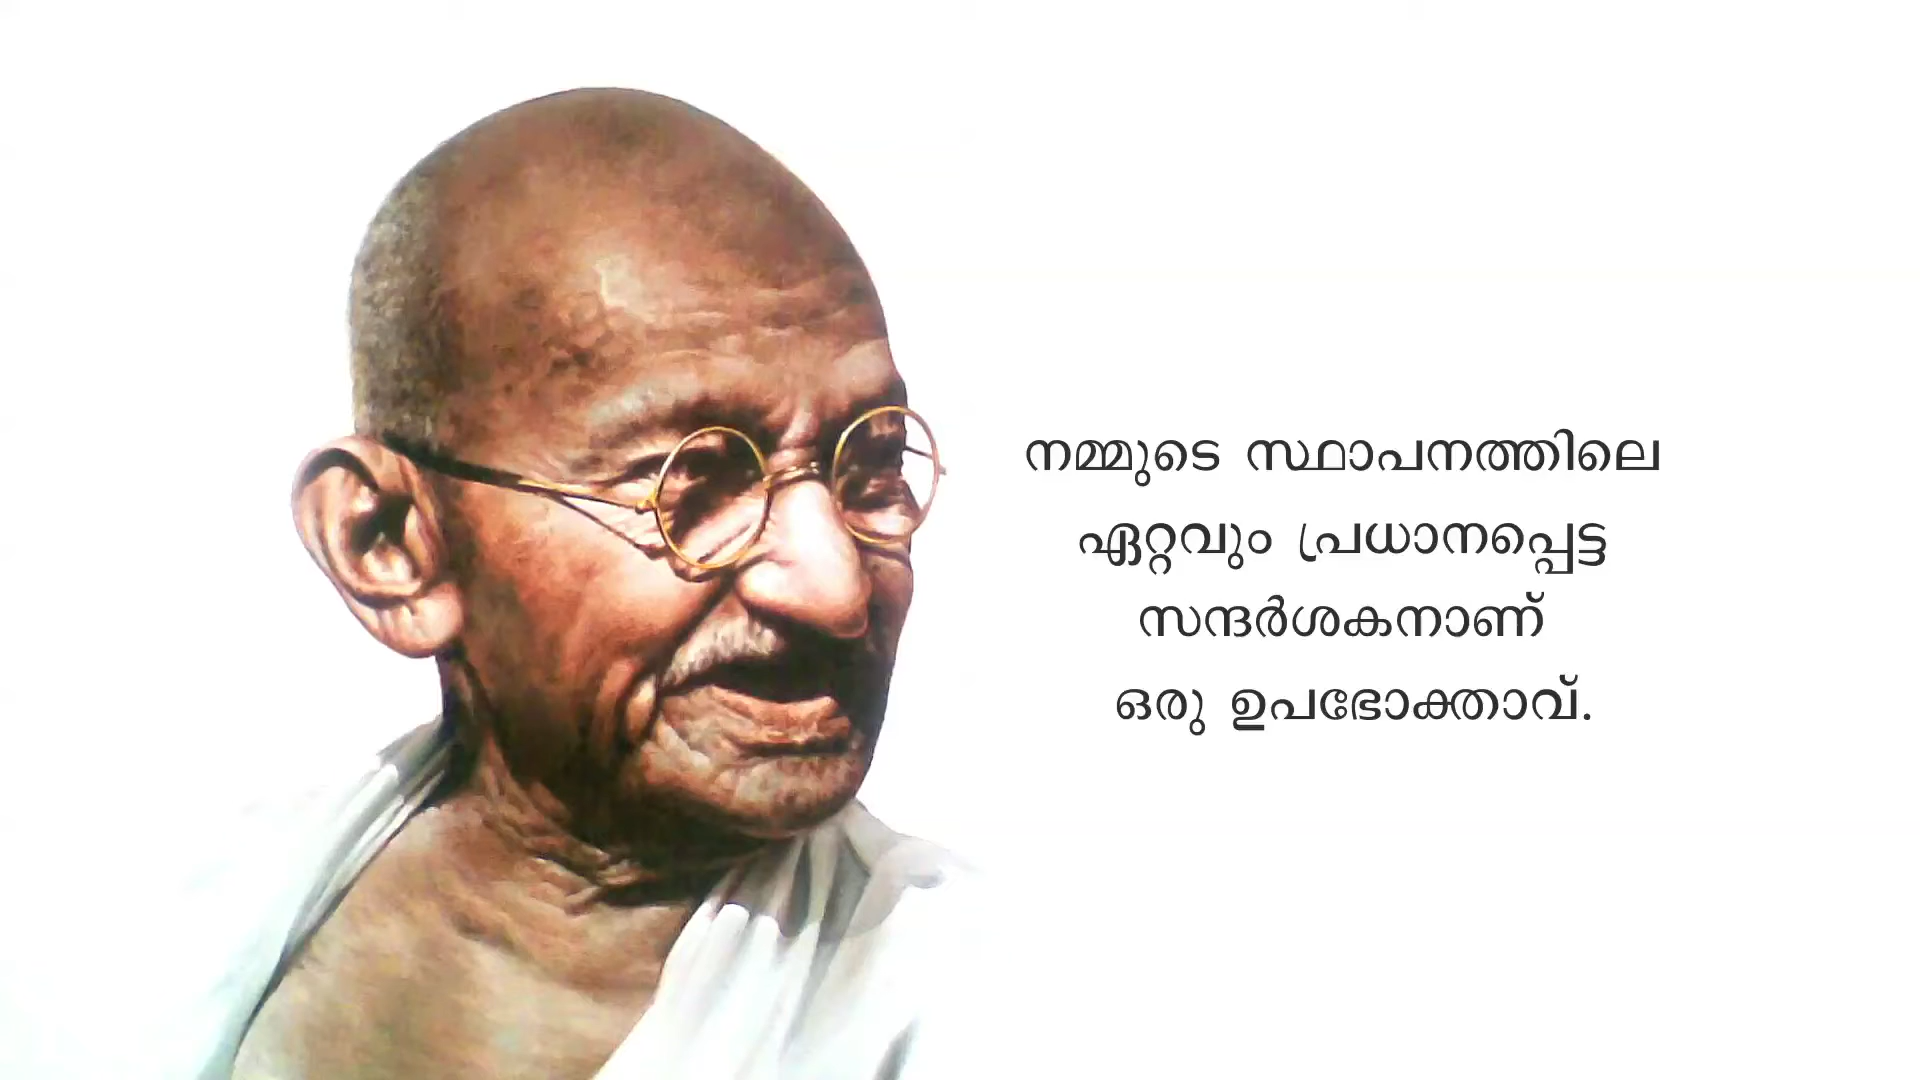 നമ്മുടെ സ്ഥാപനത്തിലെ
ഏറ്റവും പ്രധാനപ്പെട്ട
സന്ദർശകനാണ്
ഒരു ഉപഭോക്താവ്.